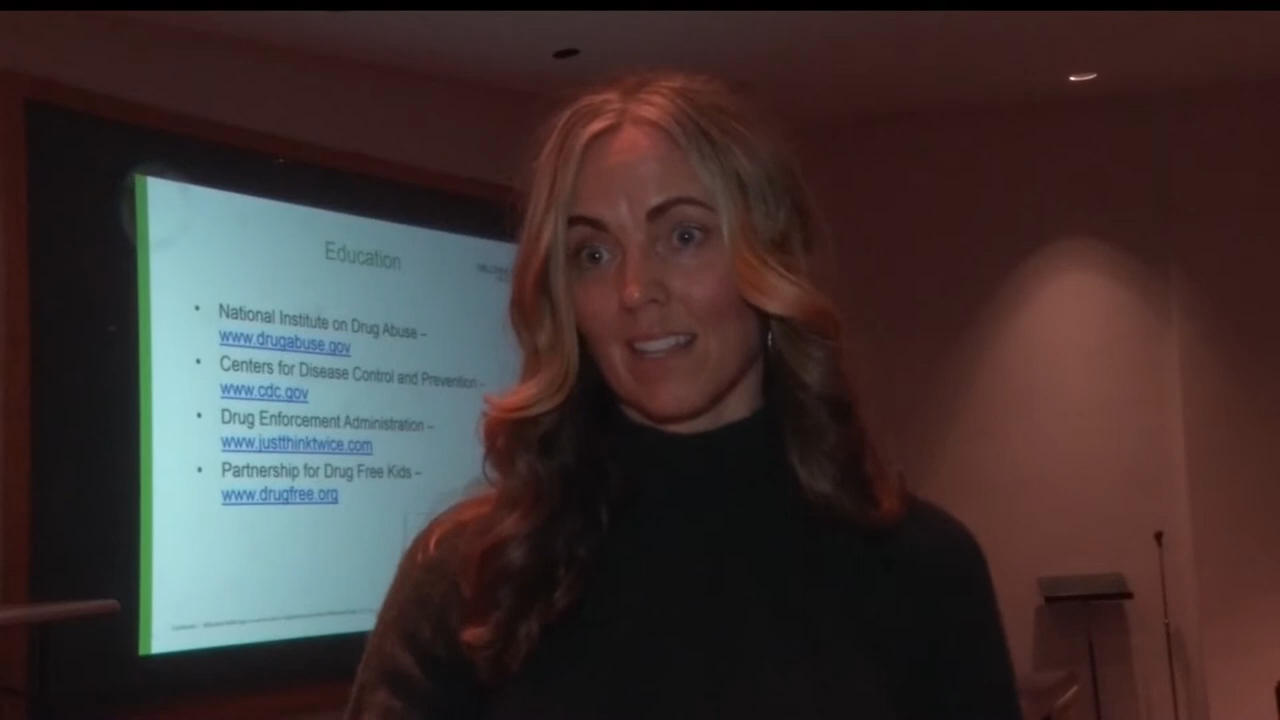 Education
• National Institute on Drug Abuse –
www.drugabuse.gov
• Centers for Disease Control and Prevention –
www.cdc.gov
• Drug Enforcement Administration –
www.justthinktwice.com
• Partnership for Drug Free Kids –
www.drugfree.org